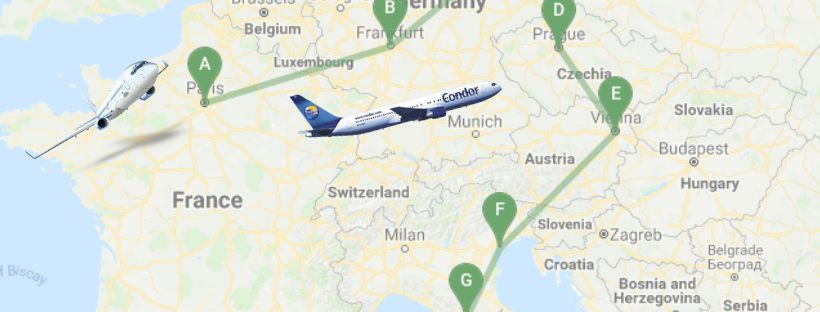 Brussels
Belgium
Germany
B
Frankfurt
D
Prague
A
Luxembourg
Paris
Czechia
E
Condor
Vienna
Slovakia
Munich
Budapest
Austria
Hungary
Switzerland
France
F
Milan
Slovenia
Zagreb
Croatia
Belgrade
Београд
Biscay
G
Bosnia and
Herzegovina
Serbia